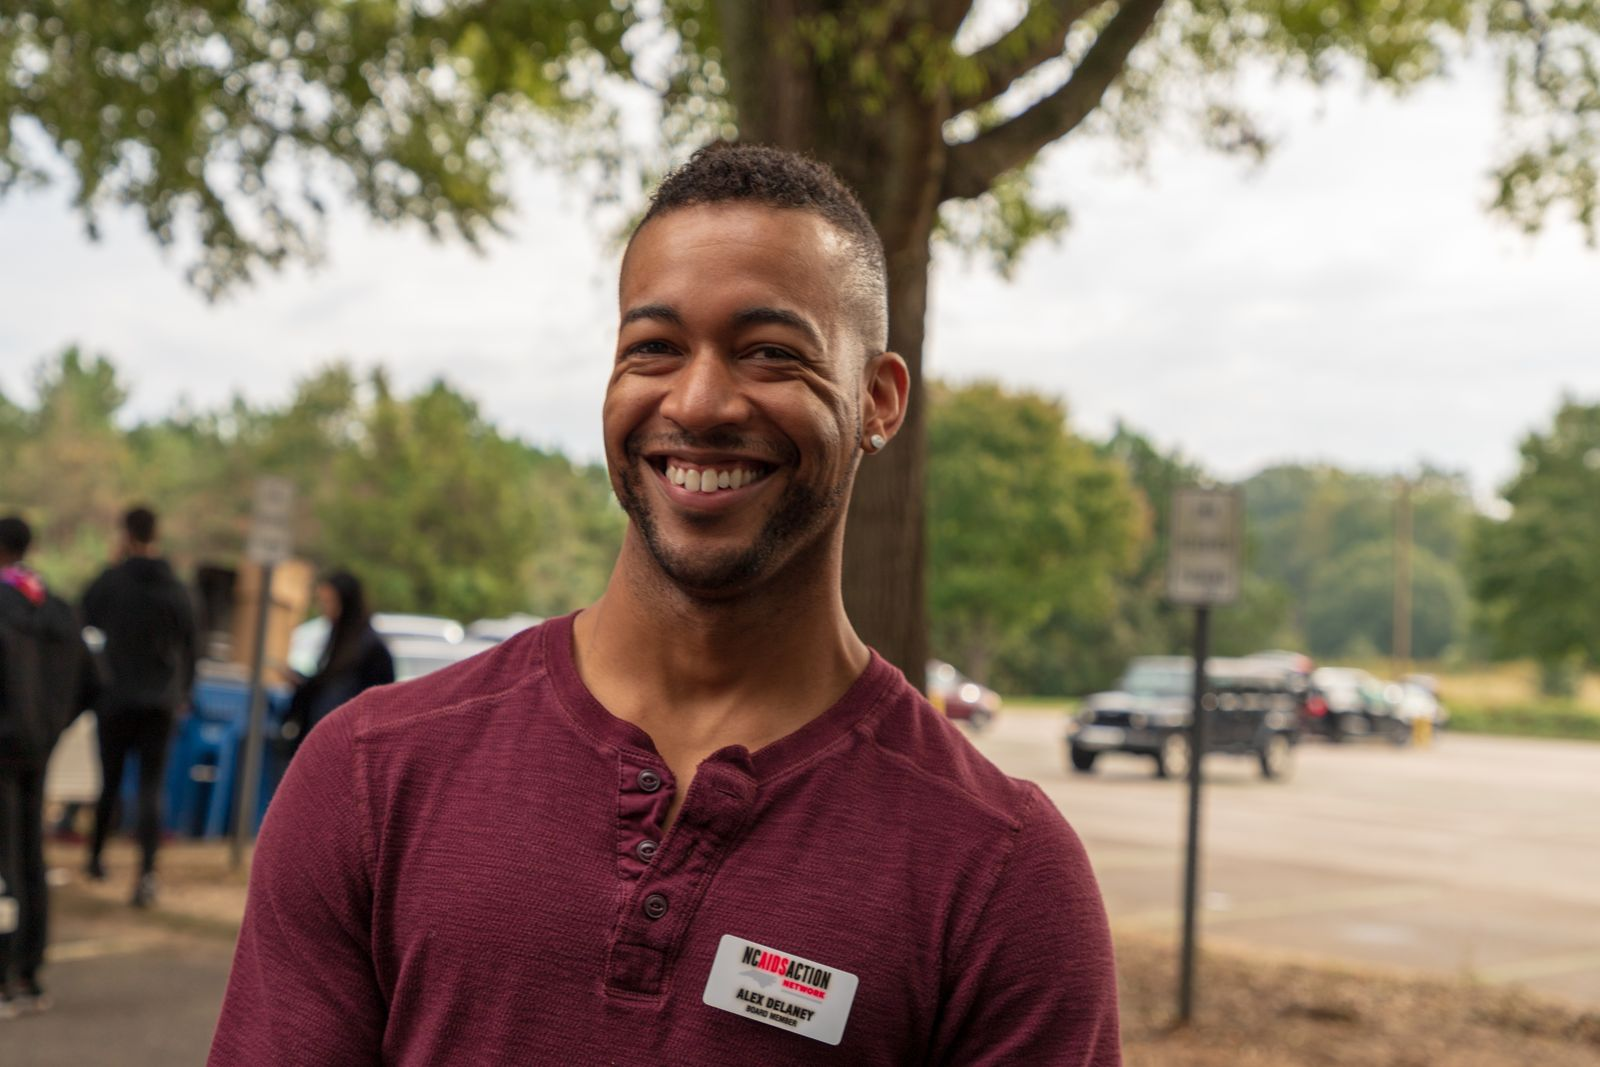 NCAIDSACTION
NETWORK
ALEX DELANEY
BOARD MEMBER